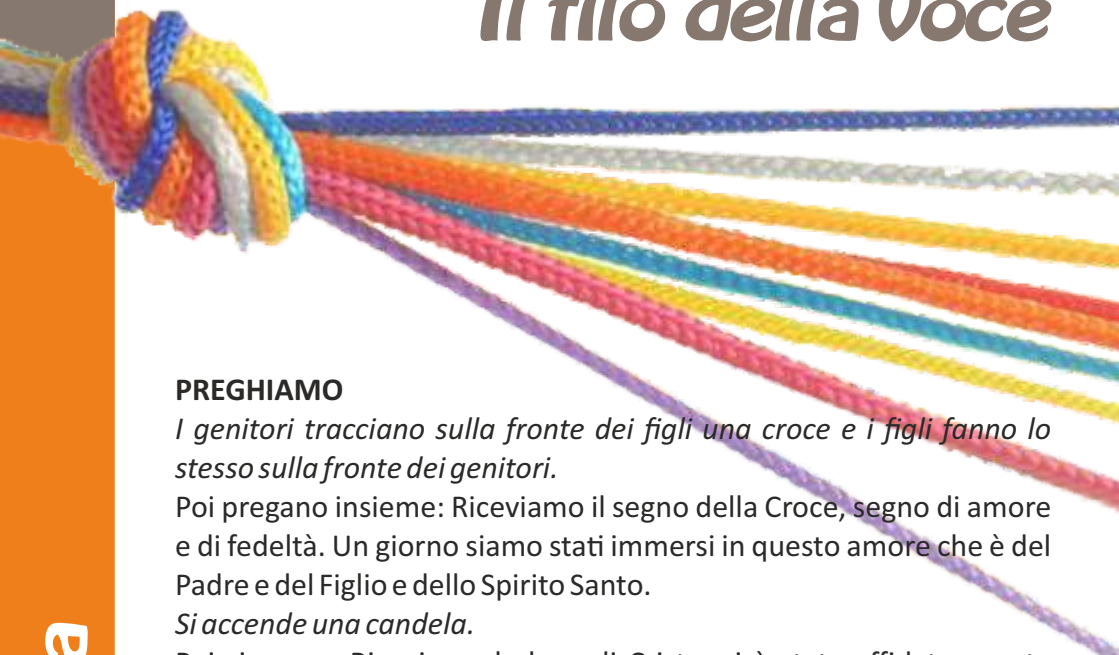 Il filo della Voce
PREGHIAMO
I genitori tracciano sulla fronte dei figli una croce e i figli fanno lo
stesso sulla fronte dei genitori.
Poi pregano insieme: Riceviamo il segno della Croce, segno di amore
e di fedeltà. Un giorno siamo stati immersi in questo amore che è del
Padre e del Figlio e dello Spirito Santo.
Si accende una candela.
a